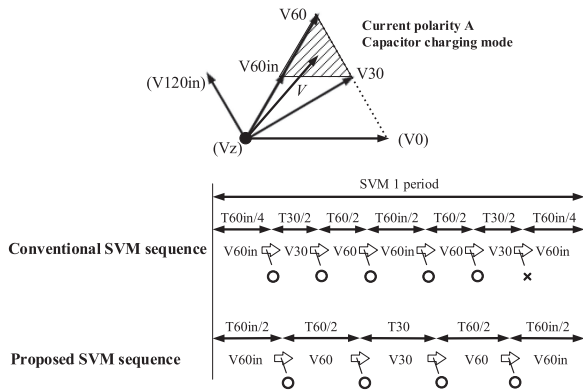 V60
Current polarity A
Capacitor charging mode
V60in
V30
(V120in)
V
(Vz)
(V0)
SVM 1 period
T60in/4 T30/2 T60/2 T60in/2 T60/2 T30/2 T60in/4
Conventional SVM sequence V60in V30 V60 V60in V60 V30 V60in
T60in/2 T60/2 T30 T60/2 T60in/2
Proposed SVM sequence V60in V60 V30 V60 V60in